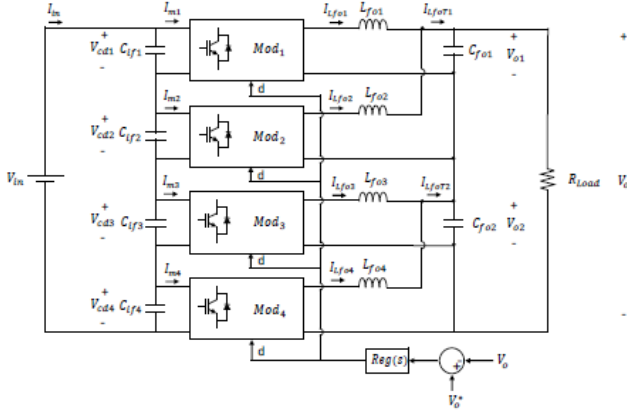 I_in I_m1 I_Lfo1 L_fo1 I_LfoT1
+ + +
V_cd1 C_if1 Mod_1 C_fo1 V_o1
- d -
I_m2 I_Lfo2 L_fo2
+
V_cd2 C_if2 Mod_2
- d
V_in I_m3 I_Lfo3 L_fo3 I_LfoT2 R_Load V_o
+ +
V_cd3 C_if3 Mod_3 C_fo2 V_o2
- d -
I_m4 I_Lfo4 L_fo4
+
V_cd4 C_if4 Mod_4
- -
d Reg(s) - + V_o
V_o*